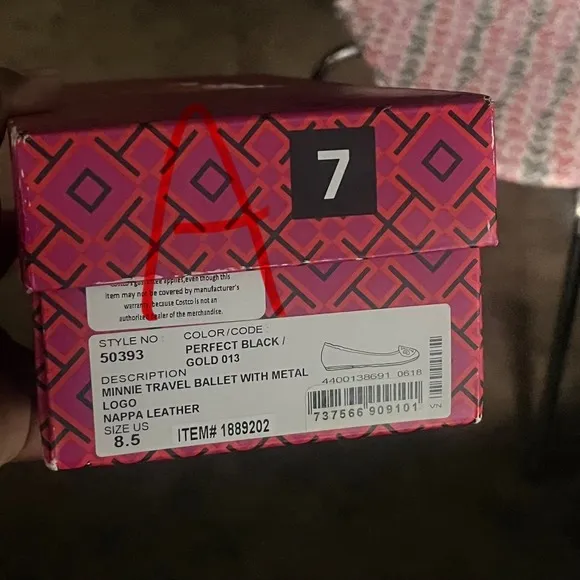 A
7
Costco's guarantee applies, even though this
item may not be covered by manufacturer's
warranty because Costco is not an
authorized dealer of the merchandise.
STYLE NO :
50393
COLOR/CODE :
PERFECT BLACK /
GOLD 013
DESCRIPTION
MINNIE TRAVEL BALLET WITH METAL
LOGO
NAPPA LEATHER
SIZE US
8.5
ITEM# 1889202
4400138691 0618
737566 909101
VN